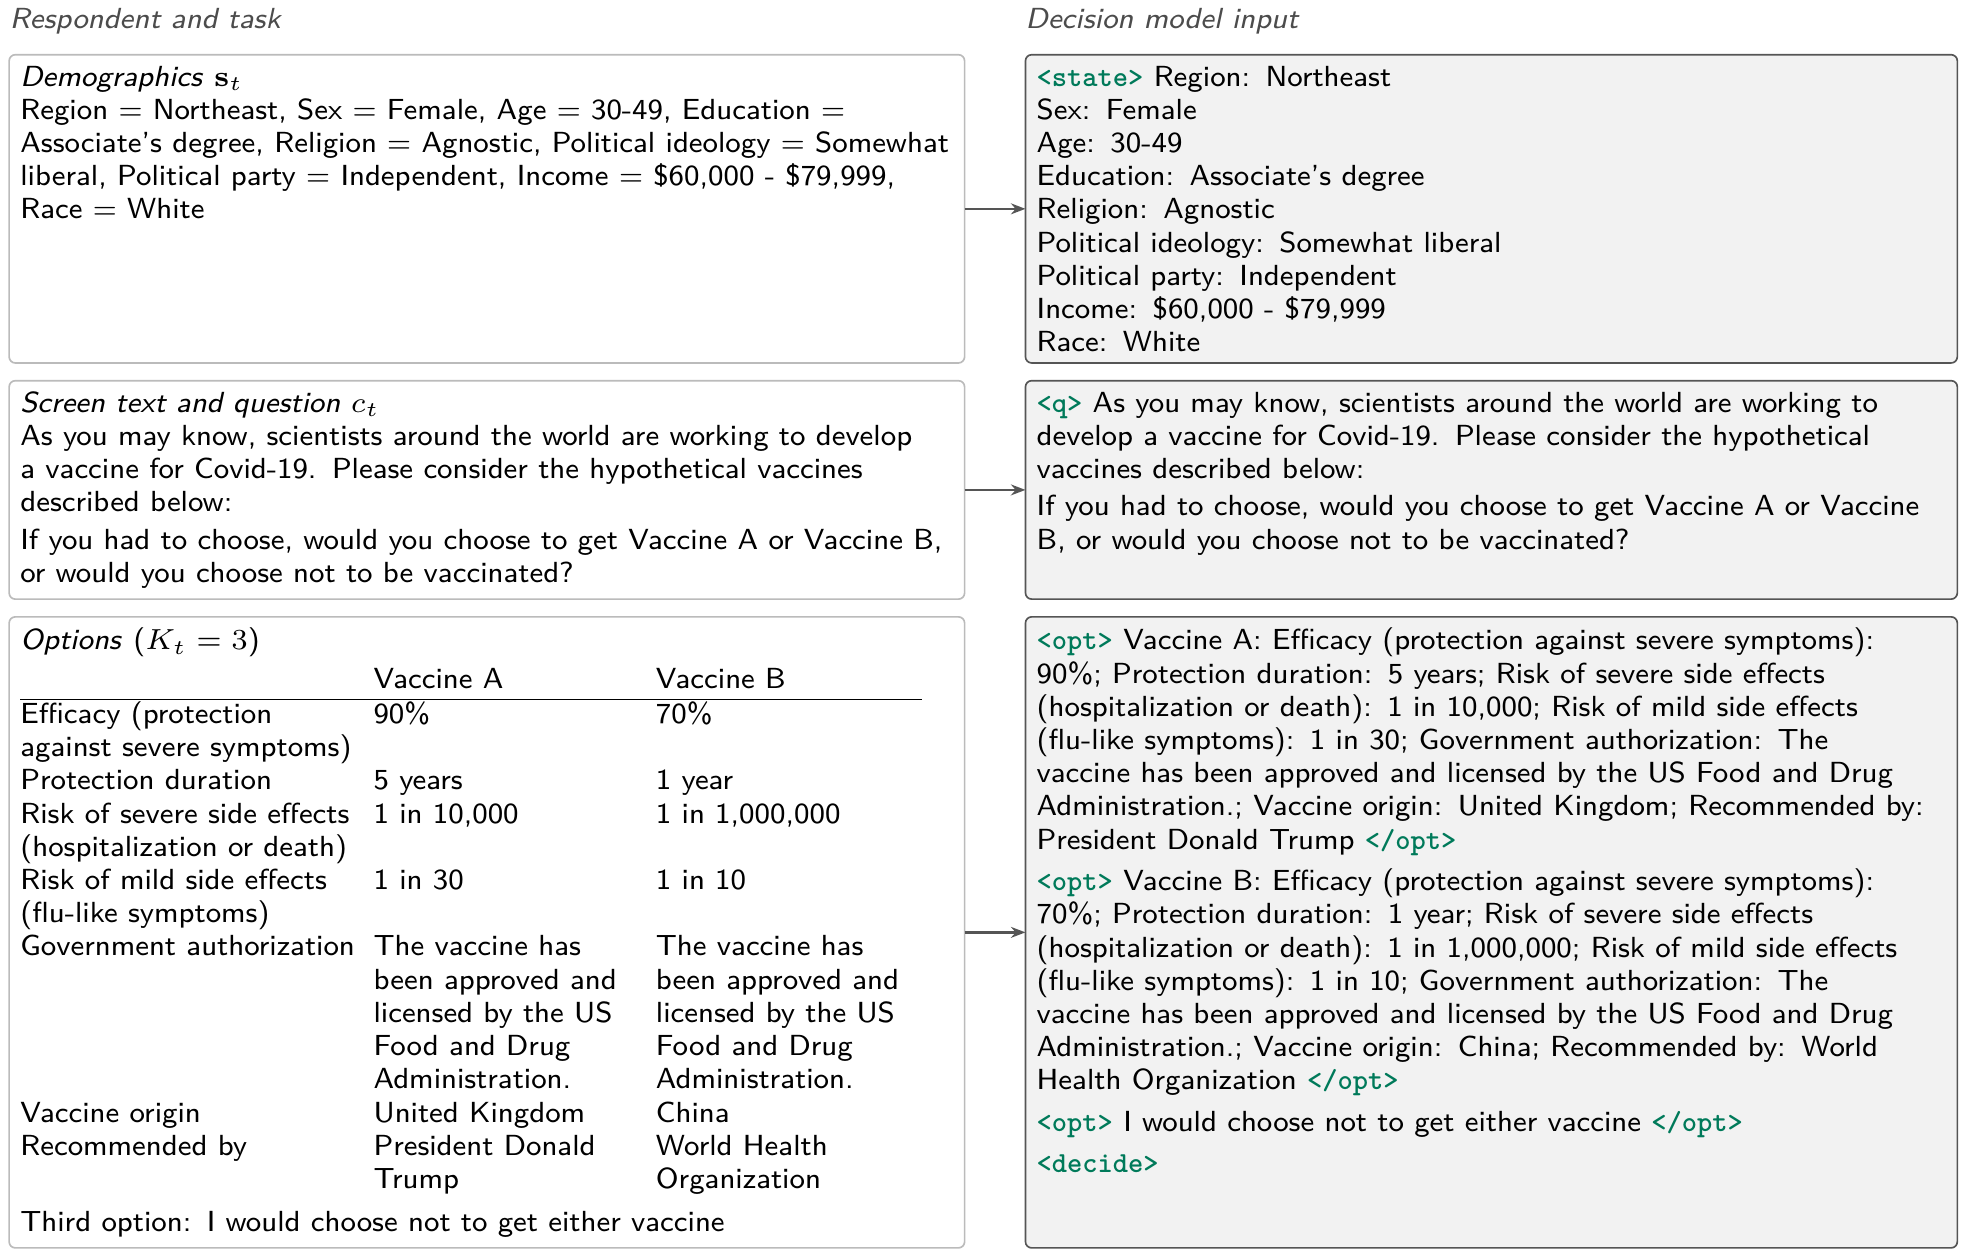 Respondent and task
Demographics s_t
Region = Northeast, Sex = Female, Age = 30-49, Education =
Associate's degree, Religion = Agnostic, Political ideology = Somewhat
liberal, Political party = Independent, Income = $60,000 - $79,999,
Race = White
Screen text and question c_t
As you may know, scientists around the world are working to develop
a vaccine for Covid-19. Please consider the hypothetical vaccines
described below:
If you had to choose, would you choose to get Vaccine A or Vaccine B,
or would you choose not to be vaccinated?
Options (K_t = 3)
Vaccine A Vaccine B
Efficacy (protection 90% 70%
against severe symptoms)
Protection duration 5 years 1 year
Risk of severe side effects 1 in 10,000 1 in 1,000,000
(hospitalization or death)
Risk of mild side effects 1 in 30 1 in 10
(flu-like symptoms)
Government authorization The vaccine has The vaccine has
been approved and been approved and
licensed by the US licensed by the US
Food and Drug Food and Drug
Administration. Administration.
Vaccine origin United Kingdom China
Recommended by President Donald World Health
Trump Organization
Third option: I would choose not to get either vaccine
Decision model input
<state> Region: Northeast
Sex: Female
Age: 30-49
Education: Associate's degree
Religion: Agnostic
Political ideology: Somewhat liberal
Political party: Independent
Income: $60,000 - $79,999
Race: White
<q> As you may know, scientists around the world are working to
develop a vaccine for Covid-19. Please consider the hypothetical
vaccines described below:
If you had to choose, would you choose to get Vaccine A or Vaccine
B, or would you choose not to be vaccinated?
<opt> Vaccine A: Efficacy (protection against severe symptoms):
90%; Protection duration: 5 years; Risk of severe side effects
(hospitalization or death): 1 in 10,000; Risk of mild side effects
(flu-like symptoms): 1 in 30; Government authorization: The
vaccine has been approved and licensed by the US Food and Drug
Administration.; Vaccine origin: United Kingdom; Recommended by:
President Donald Trump </opt>
<opt> Vaccine B: Efficacy (protection against severe symptoms):
70%; Protection duration: 1 year; Risk of severe side effects
(hospitalization or death): 1 in 1,000,000; Risk of mild side effects
(flu-like symptoms): 1 in 10; Government authorization: The
vaccine has been approved and licensed by the US Food and Drug
Administration.; Vaccine origin: China; Recommended by: World
Health Organization </opt>
<opt> I would choose not to get either vaccine </opt>
<decide>